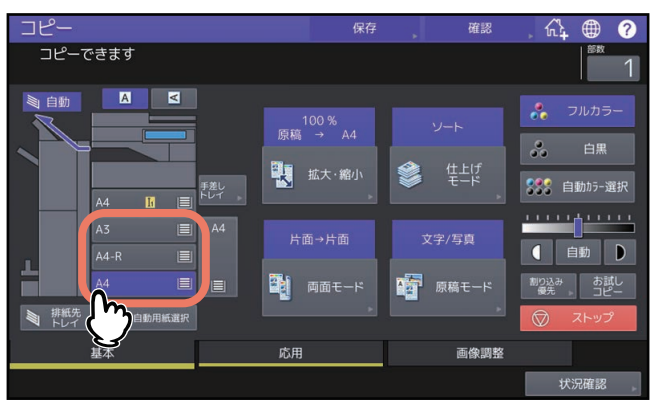 コピー
保存
確認
?
コピーできます
部数
1
自動
A
A
100 %
原稿 → A4
ソート
フルカラー
拡大・縮小
仕上げ
モード
白黒
自動カラー選択
手差し
トレイ
A4
A3
A4
A4-R
A4
片面→片面
文字/写真
両面モード
原稿モード
自動
割り込み
優先
お試し
コピー
排紙先
トレイ
自動用紙選択
ストップ
基本
応用
画像調整
状況確認